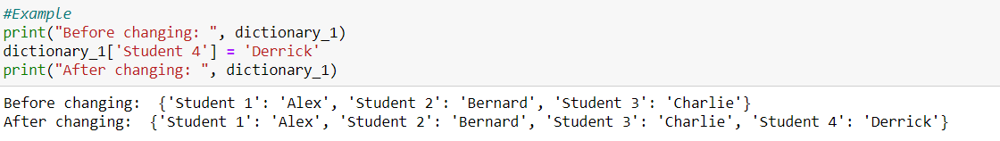 #Example
print("Before changing: ", dictionary_1)
dictionary_1['Student 4'] = 'Derrick'
print("After changing: ", dictionary_1)
Before changing:  {'Student 1': 'Alex', 'Student 2': 'Bernard', 'Student 3': 'Charlie'}
After changing:  {'Student 1': 'Alex', 'Student 2': 'Bernard', 'Student 3': 'Charlie', 'Student 4': 'Derrick'}